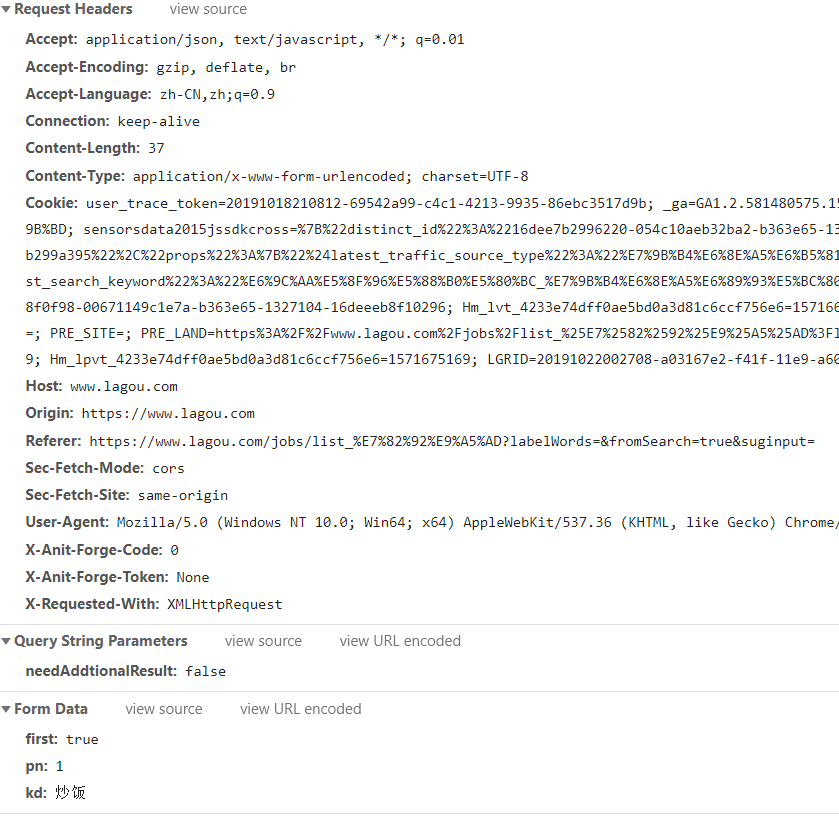 Request Headers view source
Accept: application/json, text/javascript, */*; q=0.01
Accept-Encoding: gzip, deflate, br
Accept-Language: zh-CN,zh;q=0.9
Connection: keep-alive
Content-Length: 37
Content-Type: application/x-www-form-urlencoded; charset=UTF-8
Cookie: user_trace_token=20191018210812-69542a99-c4c1-4213-9935-86ebc3517d9b; _ga=GA1.2.581480575.15
9B%BD; sensorsdata2015jssdkcross=%7B%22distinct_id%22%3A%2216dee7b2996220-054c10aeb32ba2-b363e65-13
b299a395%22%2C%22props%22%3A%7B%22%24latest_traffic_source_type%22%3A%22%E7%9B%B4%E6%8E%A5%E6%B5%81
st_search_keyword%22%3A%22%E6%9C%AA%E5%8F%96%E5%88%B0%E5%80%BC_%E7%9B%B4%E6%8E%A5%E6%89%93%E5%BC%80
8f0f98-00671149c1e7a-b363e65-1327104-16deeeb8f10296; Hm_lvt_4233e74dff0ae5bd0a3d81c6ccf756e6=157166
=; PRE_SITE=; PRE_LAND=https%3A%2F%2Fwww.lagou.com%2Fjobs%2Flist_%25E7%2582%2592%25E9%25A5%25AD%3Fl
9; Hm_lpvt_4233e74dff0ae5bd0a3d81c6ccf756e6=1571675169; LGRID=20191022002708-a03167e2-f41f-11e9-a60
Host: www.lagou.com
Origin: https://www.lagou.com
Referer: https://www.lagou.com/jobs/list_%E7%82%92%E9%A5%AD?labelWords=&fromSearch=true&suginput=
Sec-Fetch-Mode: cors
Sec-Fetch-Site: same-origin
User-Agent: Mozilla/5.0 (Windows NT 10.0; Win64; x64) AppleWebKit/537.36 (KHTML, like Gecko) Chrome/
X-Anit-Forge-Code: 0
X-Anit-Forge-Token: None
X-Requested-With: XMLHttpRequest
Query String Parameters view source view URL encoded
needAddtionalResult: false
Form Data view source view URL encoded
first: true
pn: 1
kd: 炒饭